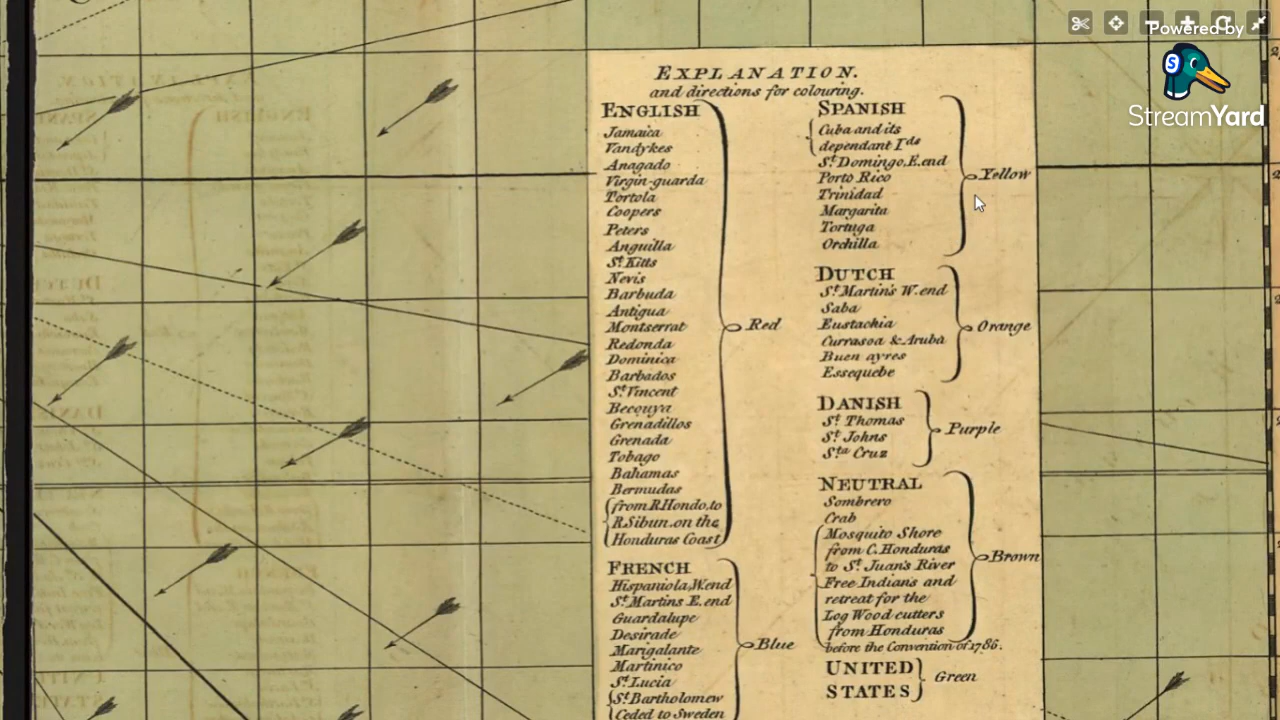 Powered by
StreamYard
EXPLANATION.
and directions for colouring.
ENGLISH
Jamaica
Vandykes
Anagado
Virgin-guarda
Tortola
Coopers
Peters
Anguilla
St. Kitts
Nevis
Barbuda
Antigua
Montserrat
Redonda
Dominica
Barbados
St. Vincent
Becouya
Grenadillos
Grenada
Tobago
Bahamas
Bermudas
from R.Hondo, to
R.Sibun, on the
Honduras Coast
Red
FRENCH
Hispaniola, W.end
St. Martins E. end
Guardalupe
Desirade
Marigalante
Martinico
St. Lucia
St. Bartholomew
Ceded to Sweden
Blue
SPANISH
Cuba and its
dependant Ids
St. Domingo, E.end
Porto Rico
Trinidad
Margarita
Tortuga
Orchilla
Yellow
DUTCH
St. Martin's W. end
Saba
Eustachia
Currasoa & Aruba
Buen ayres
Essequebe
Orange
DANISH
St. Thomas
St. Johns
Sta. Cruz
Purple
NEUTRAL
Sombrero
Crab
Mosquito Shore
from C. Honduras
to St. Juan's River
Free Indian's and
retreat for the
Log Wood cutters
from Honduras
before the Convention of 1786.
Brown
UNITED
STATES
Green